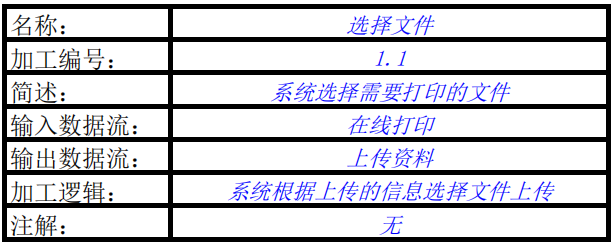 名称： 选择文件
加工编号： 1.1
简述： 系统选择需要打印的文件
输入数据流： 在线打印
输出数据流： 上传资料
加工逻辑： 系统根据上传的信息选择文件上传
注解： 无